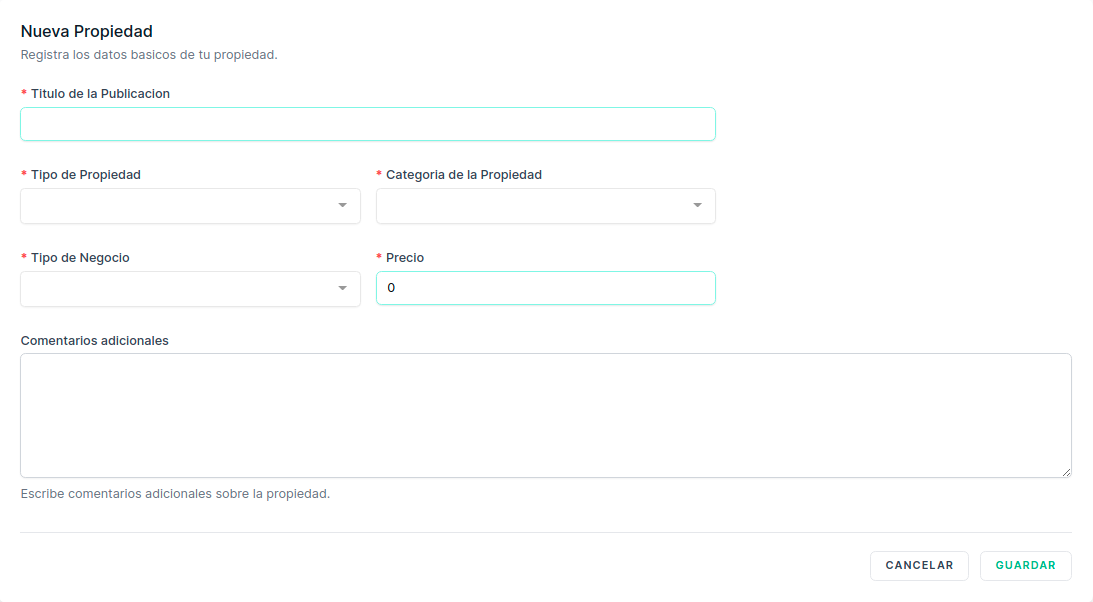 Nueva Propiedad
Registra los datos basicos de tu propiedad.
* Titulo de la Publicacion
* Tipo de Propiedad
* Categoria de la Propiedad
* Tipo de Negocio
* Precio
0
Comentarios adicionales
Escribe comentarios adicionales sobre la propiedad.
CANCELAR
GUARDAR